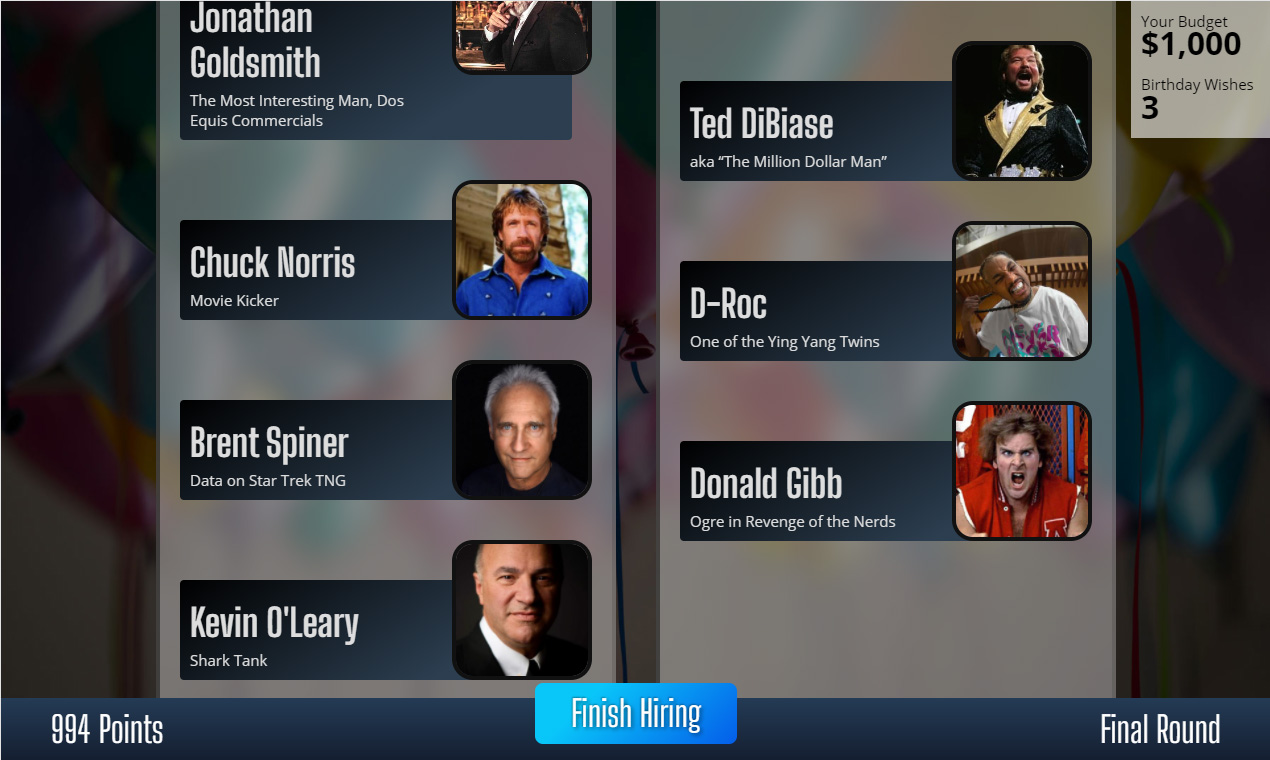 Jonathan
Goldsmith
The Most Interesting Man, Dos
Equis Commercials
Chuck Norris
Movie Kicker
Brent Spiner
Data on Star Trek TNG
Kevin O'Leary
Shark Tank
Ted DiBiase
aka “The Million Dollar Man”
D-Roc
One of the Ying Yang Twins
Donald Gibb
Ogre in Revenge of the Nerds
Your Budget
$1,000
Birthday Wishes
3
994 Points
Finish Hiring
Final Round